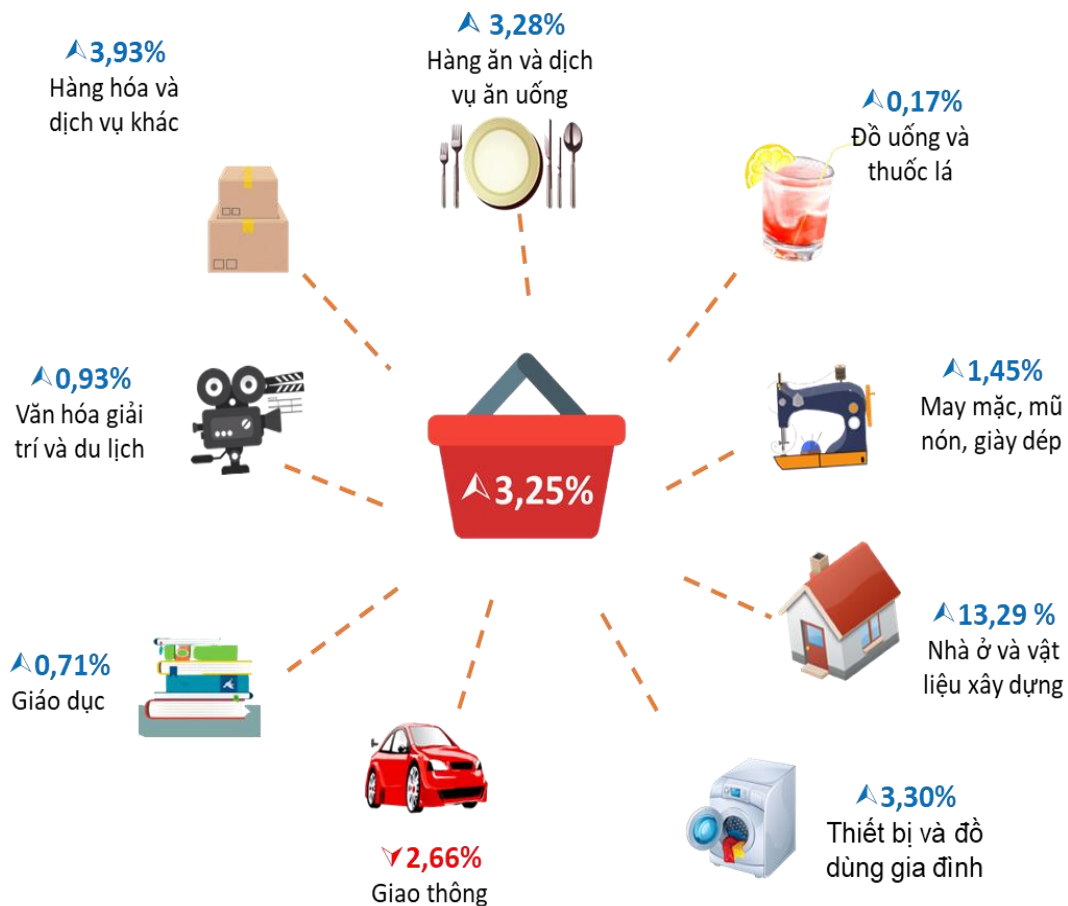 3,93%
Hàng hóa và
dịch vụ khác
3,28%
Hàng ăn và dịch
vụ ăn uống
0,17%
Đồ uống và
thuốc lá
0,93%
Văn hóa giải
trí và du lịch
3,25%
1,45%
May mặc, mũ
nón, giày dép
0,71%
Giáo dục
13,29 %
Nhà ở và vật
liệu xây dựng
2,66%
Giao thông
3,30%
Thiết bị và đồ
dùng gia đình